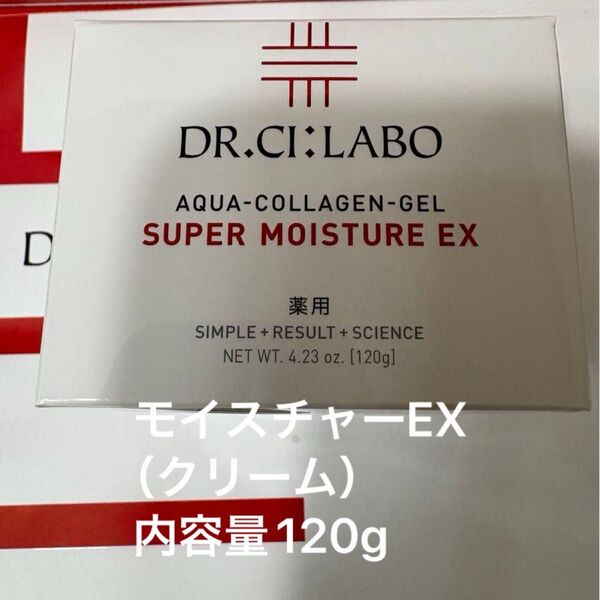 DR.CI:LABO
AQUA-COLLAGEN-GEL
SUPER MOISTURE EX
D
薬用
SIMPLE+RESULT+SCIENCE
NET WT. 4.23 oz. [120g]
モイスチャーEX
（クリーム）
内容量120g